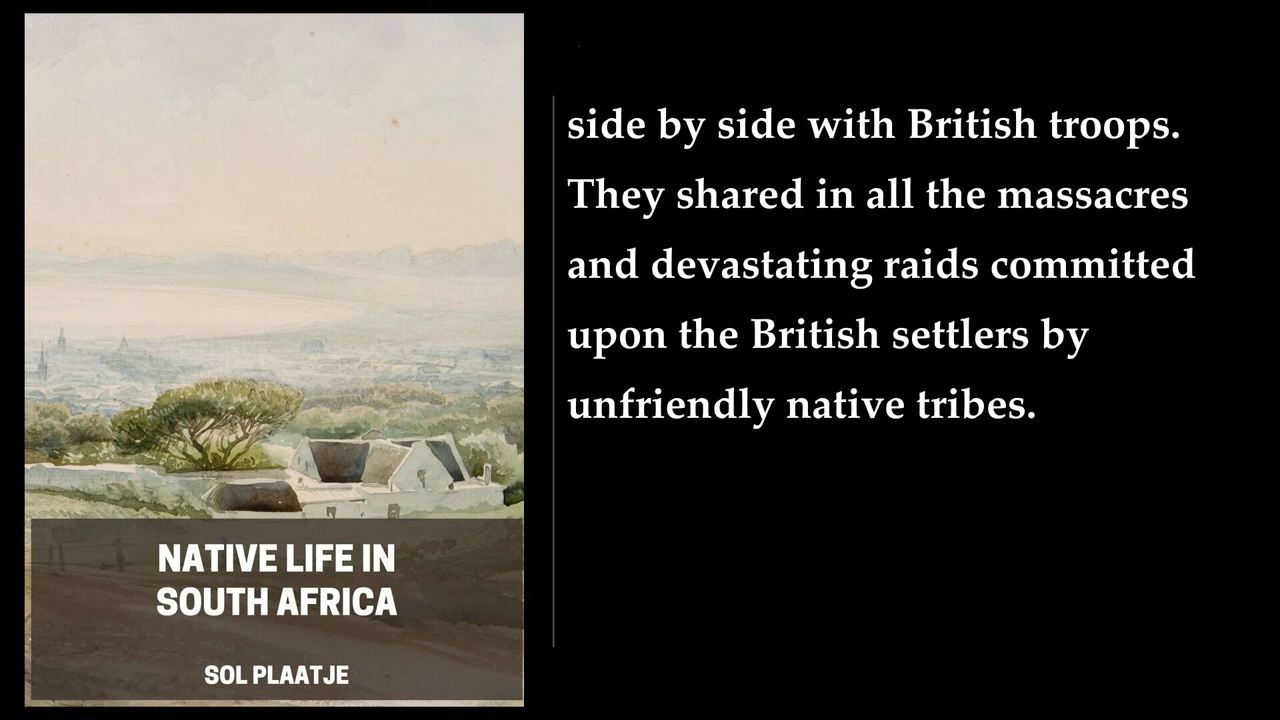 NATIVE LIFE IN
SOUTH AFRICA
SOL PLAATJE
side by side with British troops.
They shared in all the massacres
and devastating raids committed
upon the British settlers by
unfriendly native tribes.